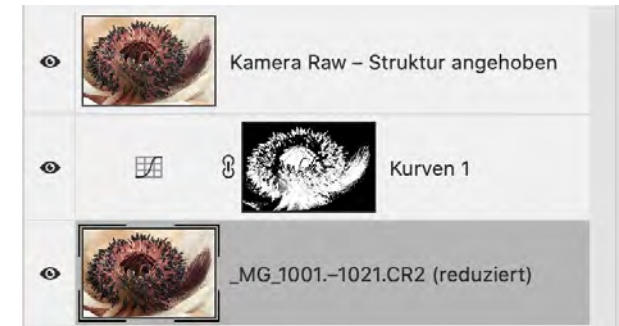 Kamera Raw – Struktur angehoben
Kurven 1
_MG_1001.–1021.CR2 (reduziert)